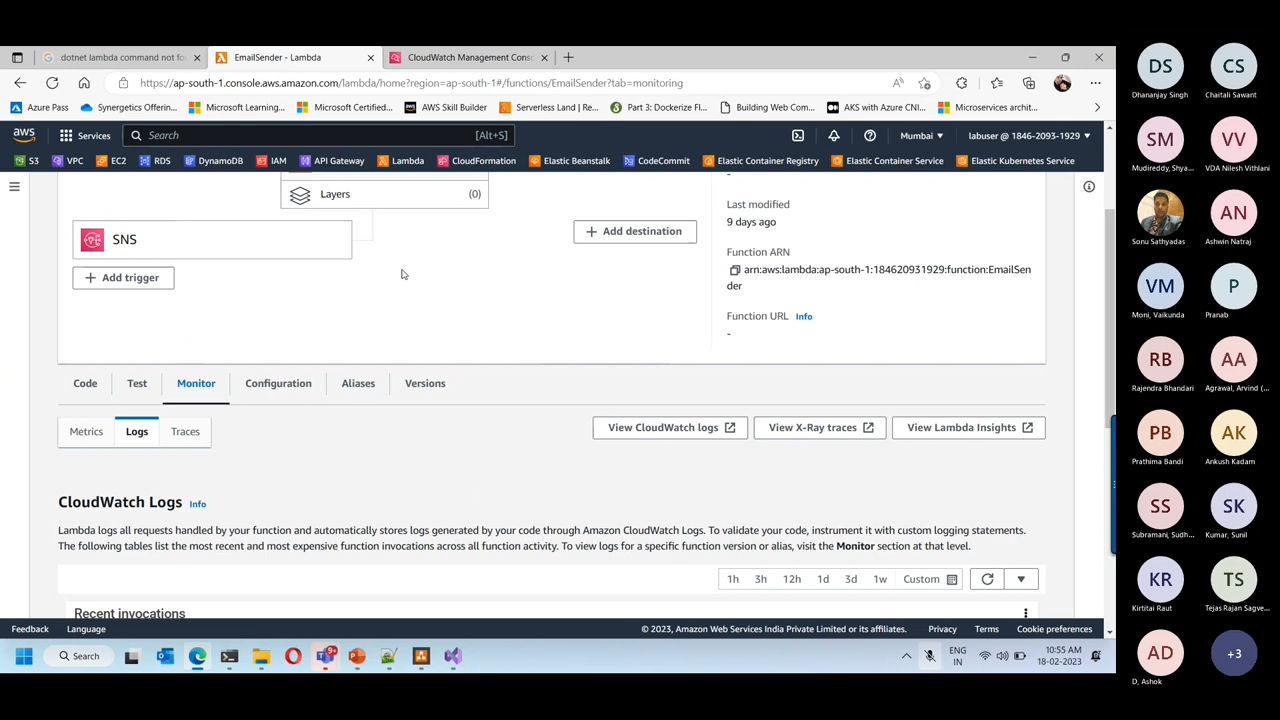 dotnet lambda command not fo
EmailSender - Lambda
CloudWatch Management Cons
https://ap-south-1.console.aws.amazon.com/lambda/home?region=ap-south-1#/functions/EmailSender?tab=monitoring
Azure Pass
Synergetics Offerin...
Microsoft Learning...
Microsoft Certified...
AWS Skill Builder
Serverless Land | Re...
Part 3: Dockerize Fl...
Building Web Com...
AKS with Azure CNI...
Microservices archit...
aws
Services
Search
[Alt+S]
Mumbai
labuser @ 1846-2093-1929
S3
VPC
EC2
RDS
DynamoDB
IAM
API Gateway
Lambda
CloudFormation
Elastic Beanstalk
CodeCommit
Elastic Container Registry
Elastic Container Service
Elastic Kubernetes Service
Layers (0)
SNS
+ Add trigger
+ Add destination
-
Last modified
9 days ago
Function ARN
arn:aws:lambda:ap-south-1:184620931929:function:EmailSen
der
Function URL Info
-
Code
Test
Monitor
Configuration
Aliases
Versions
Metrics
Logs
Traces
View CloudWatch logs
View X-Ray traces
View Lambda Insights
CloudWatch Logs Info
Lambda logs all requests handled by your function and automatically stores logs generated by your code through Amazon CloudWatch Logs. To validate your code, instrument it with custom logging statements.
The following tables list the most recent and most expensive function invocations across all function activity. To view logs for a specific function version or alias, visit the Monitor section at that level.
1h
3h
12h
1d
3d
1w
Custom
Recent invocations
Feedback
Language
© 2023, Amazon Web Services India Private Limited or its affiliates.
Privacy
Terms
Cookie preferences
Search
9+
ENG
IN
10:55 AM
18-02-2023
DS
Dhananjay Singh
CS
Chaitali Sawant
SM
Mudireddy, Shya...
VV
VDA Nilesh Vithlani
Sonu Sathyadas
AN
Ashwin Natraj
VM
Moni, Vaikunda
P
Pranab
RB
Rajendra Bhandari
AA
Agrawal, Arvind (...
PB
Prathima Bandi
AK
Ankush Kadam
SS
Subramani, Sudh...
SK
Kumar, Sunil
KR
Kirtitai Raut
TS
Tejas Rajan Sagve...
AD
D, Ashok
+3